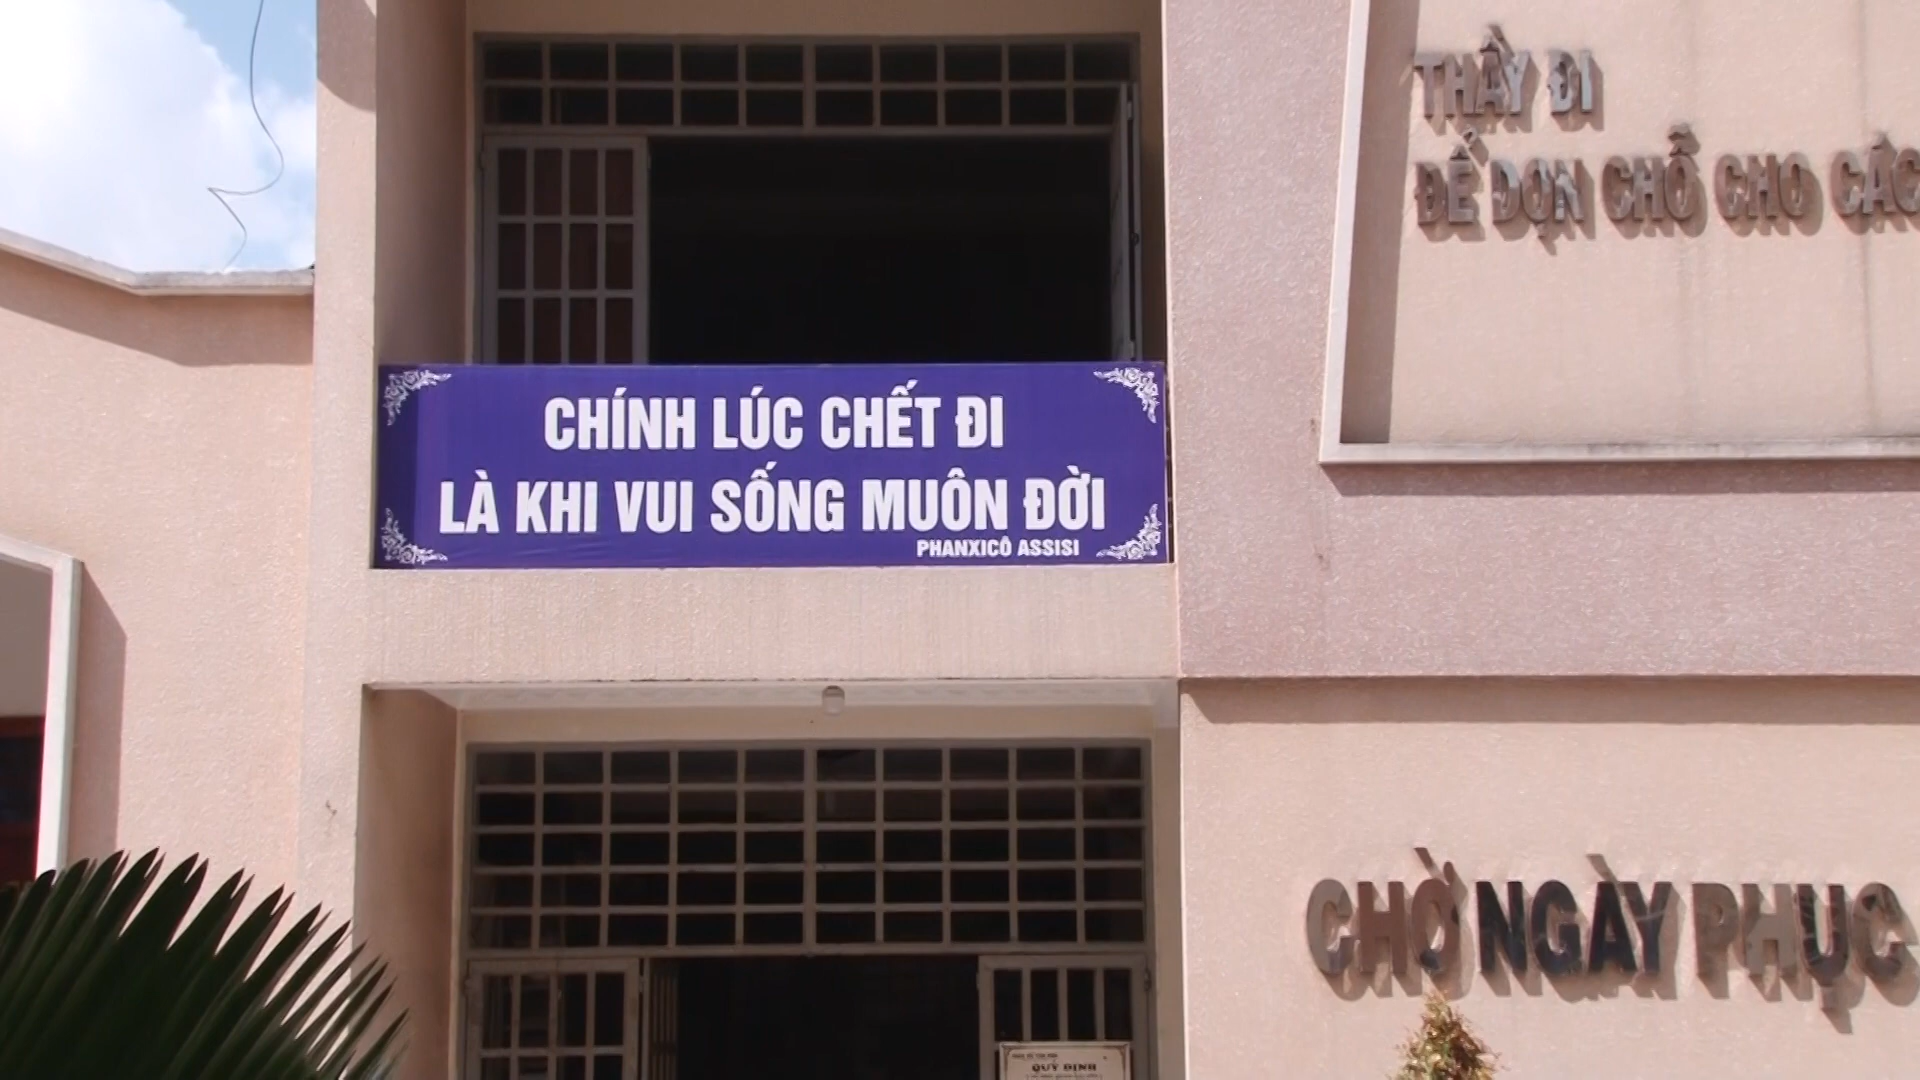 THẦY ĐI
ĐỂ DỌN CHỖ CHO CÁC
CHÍNH LÚC CHẾT ĐI
LÀ KHI VUI SỐNG MUÔN ĐỜI
PHANXICÔ ASSISI
CHỜ NGÀY PHỤC
QUY ĐỊNH